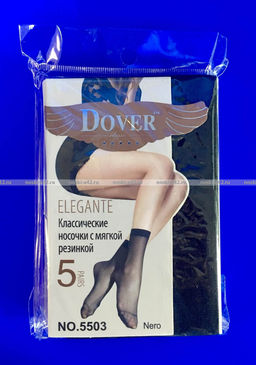 DOVER
ELEGANTE
Классические
носочки с мягкой
резинкой
5 PAIRS
NO.5503
Nero